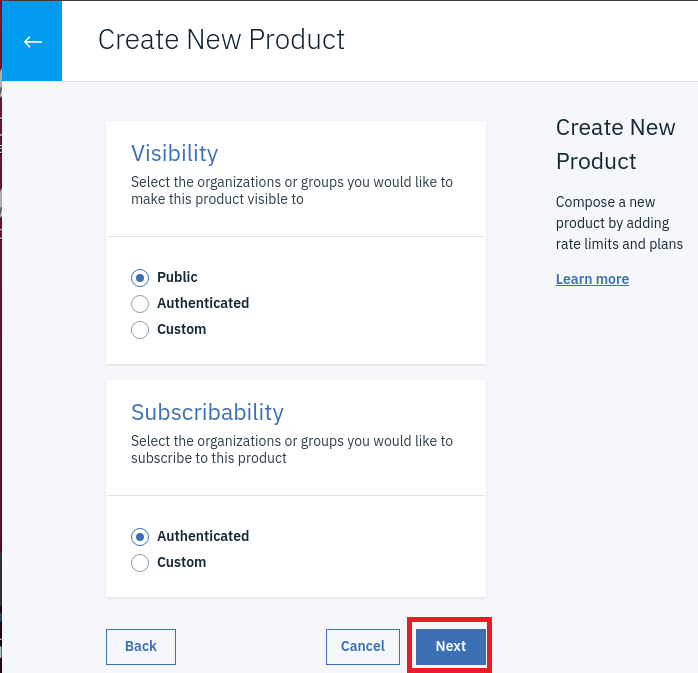 Create New Product
Visibility
Select the organizations or groups you would like to
make this product visible to
Public
Authenticated
Custom
Subscribability
Select the organizations or groups you would like to
subscribe to this product
Authenticated
Custom
Back
Cancel
Next
Create New
Product
Compose a new
product by adding
rate limits and plans
Learn more